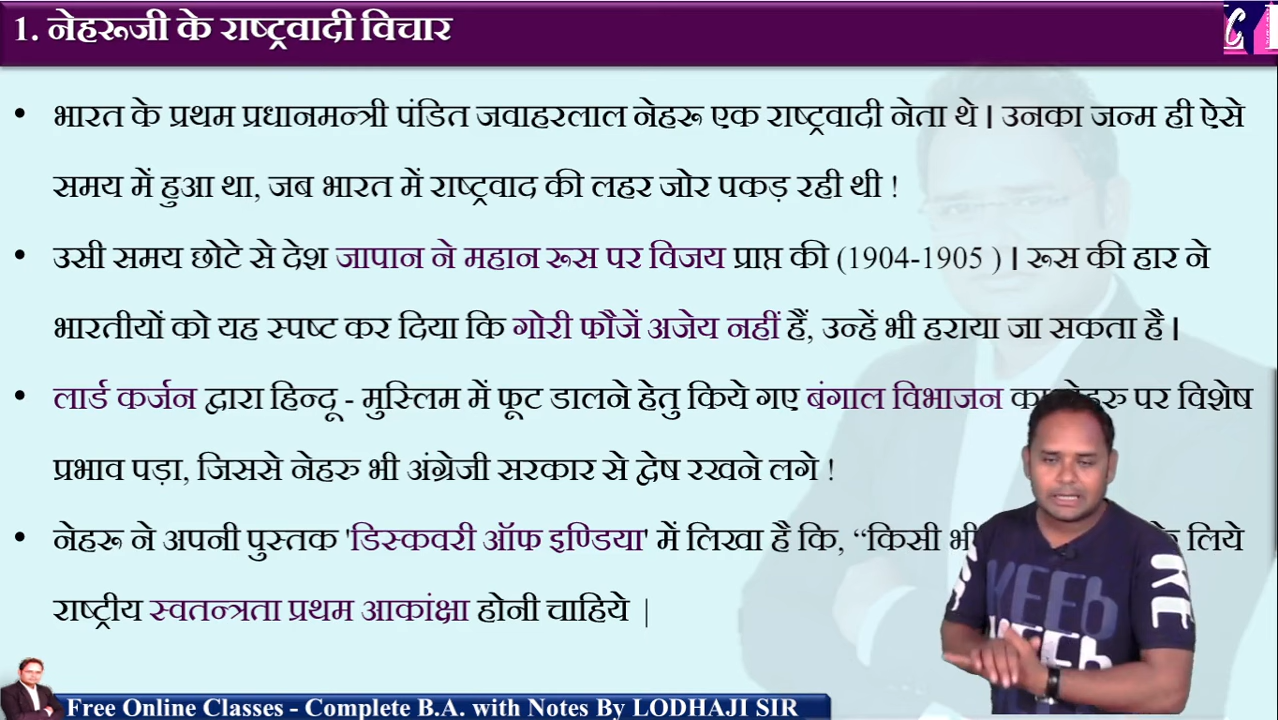 1. नेहरूजी के राष्ट्रवादी विचार
• भारत के प्रथम प्रधानमन्त्री पंडित जवाहरलाल नेहरू एक राष्ट्रवादी नेता थे । उनका जन्म ही ऐसे
समय में हुआ था, जब भारत में राष्ट्रवाद की लहर जोर पकड़ रही थी !
• उसी समय छोटे से देश जापान ने महान रूस पर विजय प्राप्त की (1904-1905 ) । रूस की हार ने
भारतीयों को यह स्पष्ट कर दिया कि गोरी फौजें अजेय नहीं हैं, उन्हें भी हराया जा सकता है ।
• लार्ड कर्जन द्वारा हिन्दू - मुस्लिम में फूट डालने हेतु किये गए बंगाल विभाजन पर विशेष
प्रभाव पड़ा, जिससे नेहरु भी अंग्रेजी सरकार से द्वेष रखने लगे !
• नेहरू ने अपनी पुस्तक 'डिस्कवरी ऑफ इण्डिया' में लिखा है कि, “किसी लिये
राष्ट्रीय स्वतन्त्रता प्रथम आकांक्षा होनी चाहिये |
KEEb
Free Online Classes - Complete B.A. with Notes By LODHAJI SIR